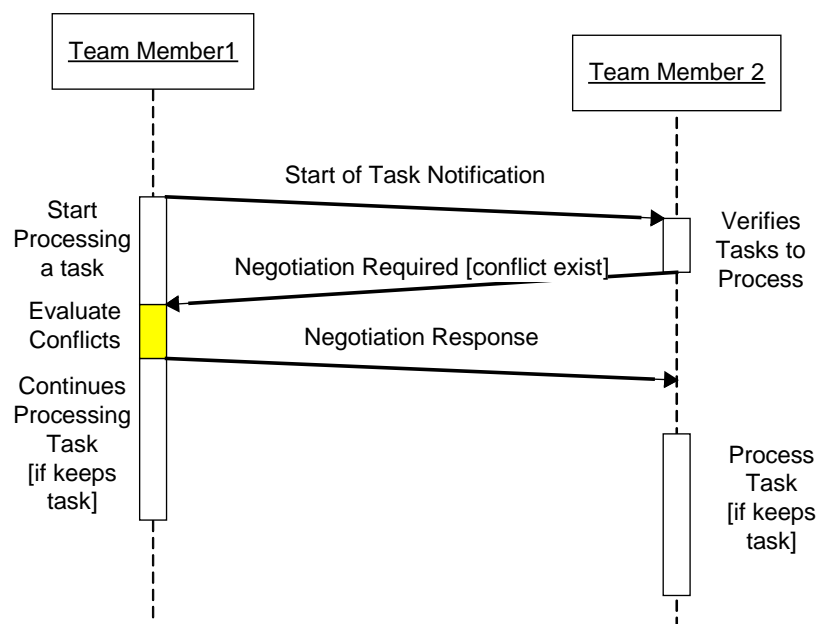 Team Member1
Team Member 2
Start of Task Notification
Start
Processing
a task
Verifies
Tasks to
Process
Negotiation Required [conflict exist]
Evaluate
Conflicts
Negotiation Response
Continues
Processing
Task
[if keeps
task]
Process
Task
[if keeps
task]